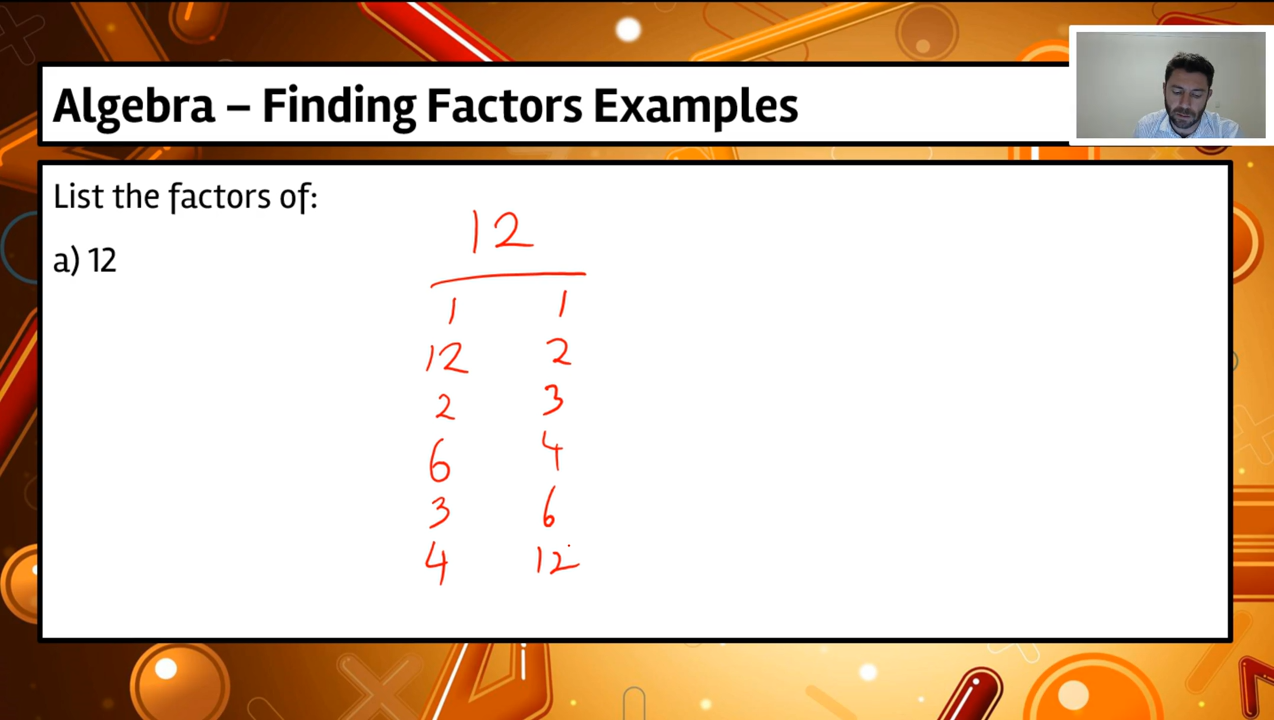 Algebra – Finding Factors Examples
List the factors of:
12
a) 12
1 1
12 2
2 3
6 4
3 6
4 12